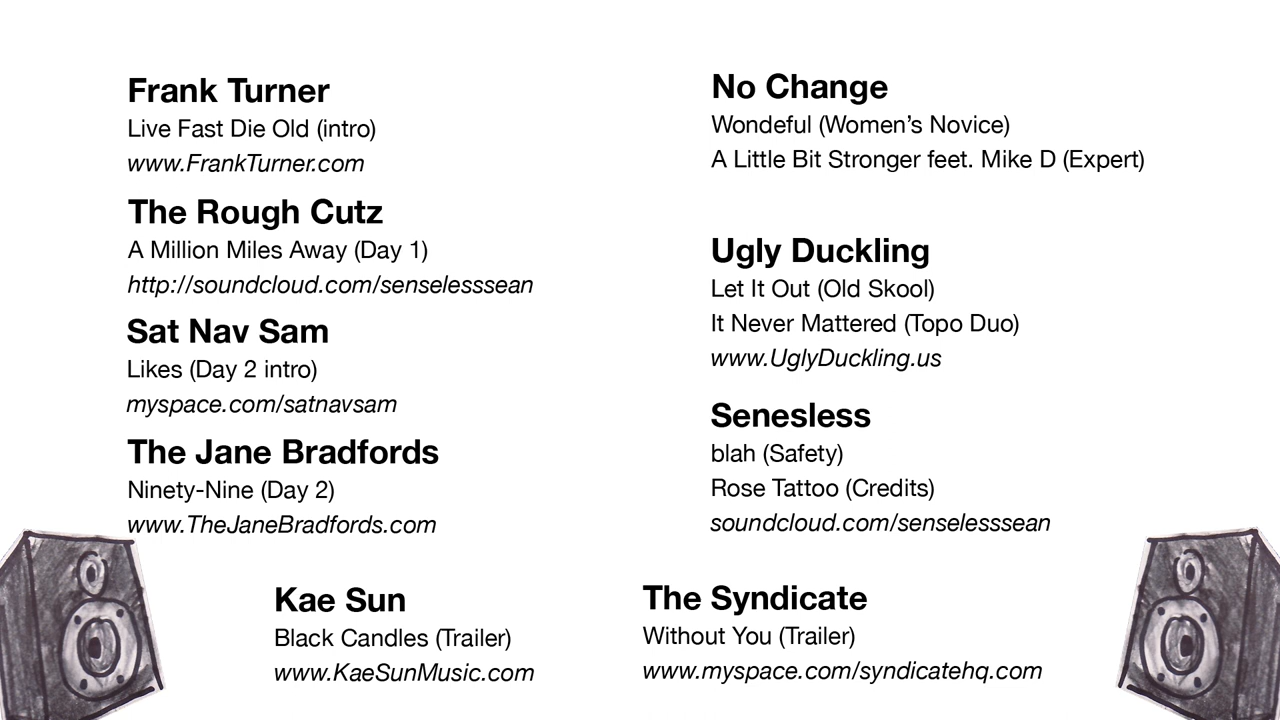 Frank Turner
Live Fast Die Old (intro)
www.FrankTurner.com
The Rough Cutz
A Million Miles Away (Day 1)
http://soundcloud.com/senselesssean
Sat Nav Sam
Likes (Day 2 intro)
myspace.com/satnavsam
The Jane Bradfords
Ninety-Nine (Day 2)
www.TheJaneBradfords.com
No Change
Wondeful (Women’s Novice)
A Little Bit Stronger feet. Mike D (Expert)
Ugly Duckling
Let It Out (Old Skool)
It Never Mattered (Topo Duo)
www.UglyDuckling.us
Senesless
blah (Safety)
Rose Tattoo (Credits)
soundcloud.com/senselesssean
Kae Sun
Black Candles (Trailer)
www.KaeSunMusic.com
The Syndicate
Without You (Trailer)
www.myspace.com/syndicatehq.com